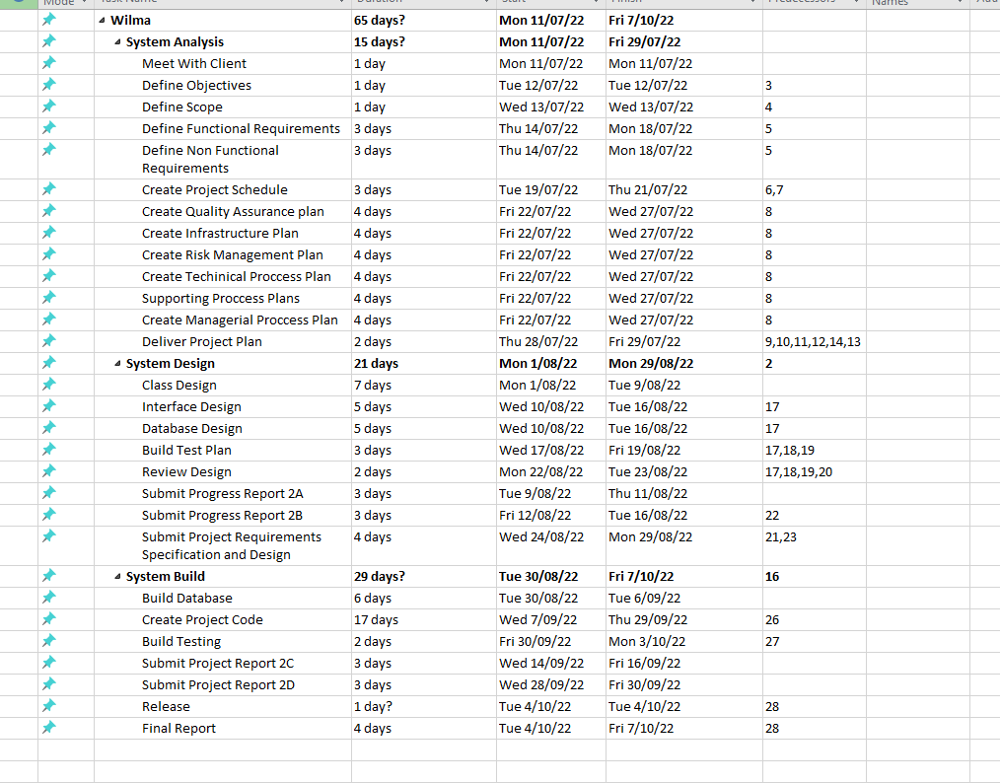 Mode Task Name Duration Start Finish Predecessors Names Add
Wilma 65 days? Mon 11/07/22 Fri 7/10/22
System Analysis 15 days? Mon 11/07/22 Fri 29/07/22
Meet With Client 1 day Mon 11/07/22 Mon 11/07/22
Define Objectives 1 day Tue 12/07/22 Tue 12/07/22 3
Define Scope 1 day Wed 13/07/22 Wed 13/07/22 4
Define Functional Requirements 3 days Thu 14/07/22 Mon 18/07/22 5
Define Non Functional 3 days Thu 14/07/22 Mon 18/07/22 5
Requirements
Create Project Schedule 3 days Tue 19/07/22 Thu 21/07/22 6,7
Create Quality Assurance plan 4 days Fri 22/07/22 Wed 27/07/22 8
Create Infrastructure Plan 4 days Fri 22/07/22 Wed 27/07/22 8
Create Risk Management Plan 4 days Fri 22/07/22 Wed 27/07/22 8
Create Techinical Proccess Plan 4 days Fri 22/07/22 Wed 27/07/22 8
Supporting Proccess Plans 4 days Fri 22/07/22 Wed 27/07/22 8
Create Managerial Proccess Plan 4 days Fri 22/07/22 Wed 27/07/22 8
Deliver Project Plan 2 days Thu 28/07/22 Fri 29/07/22 9,10,11,12,14,13
System Design 21 days Mon 1/08/22 Mon 29/08/22 2
Class Design 7 days Mon 1/08/22 Tue 9/08/22
Interface Design 5 days Wed 10/08/22 Tue 16/08/22 17
Database Design 5 days Wed 10/08/22 Tue 16/08/22 17
Build Test Plan 3 days Wed 17/08/22 Fri 19/08/22 17,18,19
Review Design 2 days Mon 22/08/22 Tue 23/08/22 17,18,19,20
Submit Progress Report 2A 3 days Tue 9/08/22 Thu 11/08/22
Submit Progress Report 2B 3 days Fri 12/08/22 Tue 16/08/22 22
Submit Project Requirements 4 days Wed 24/08/22 Mon 29/08/22 21,23
Specification and Design
System Build 29 days? Tue 30/08/22 Fri 7/10/22 16
Build Database 6 days Tue 30/08/22 Tue 6/09/22
Create Project Code 17 days Wed 7/09/22 Thu 29/09/22 26
Build Testing 2 days Fri 30/09/22 Mon 3/10/22 27
Submit Project Report 2C 3 days Wed 14/09/22 Fri 16/09/22
Submit Project Report 2D 3 days Wed 28/09/22 Fri 30/09/22
Release 1 day? Tue 4/10/22 Tue 4/10/22 28
Final Report 4 days Tue 4/10/22 Fri 7/10/22 28